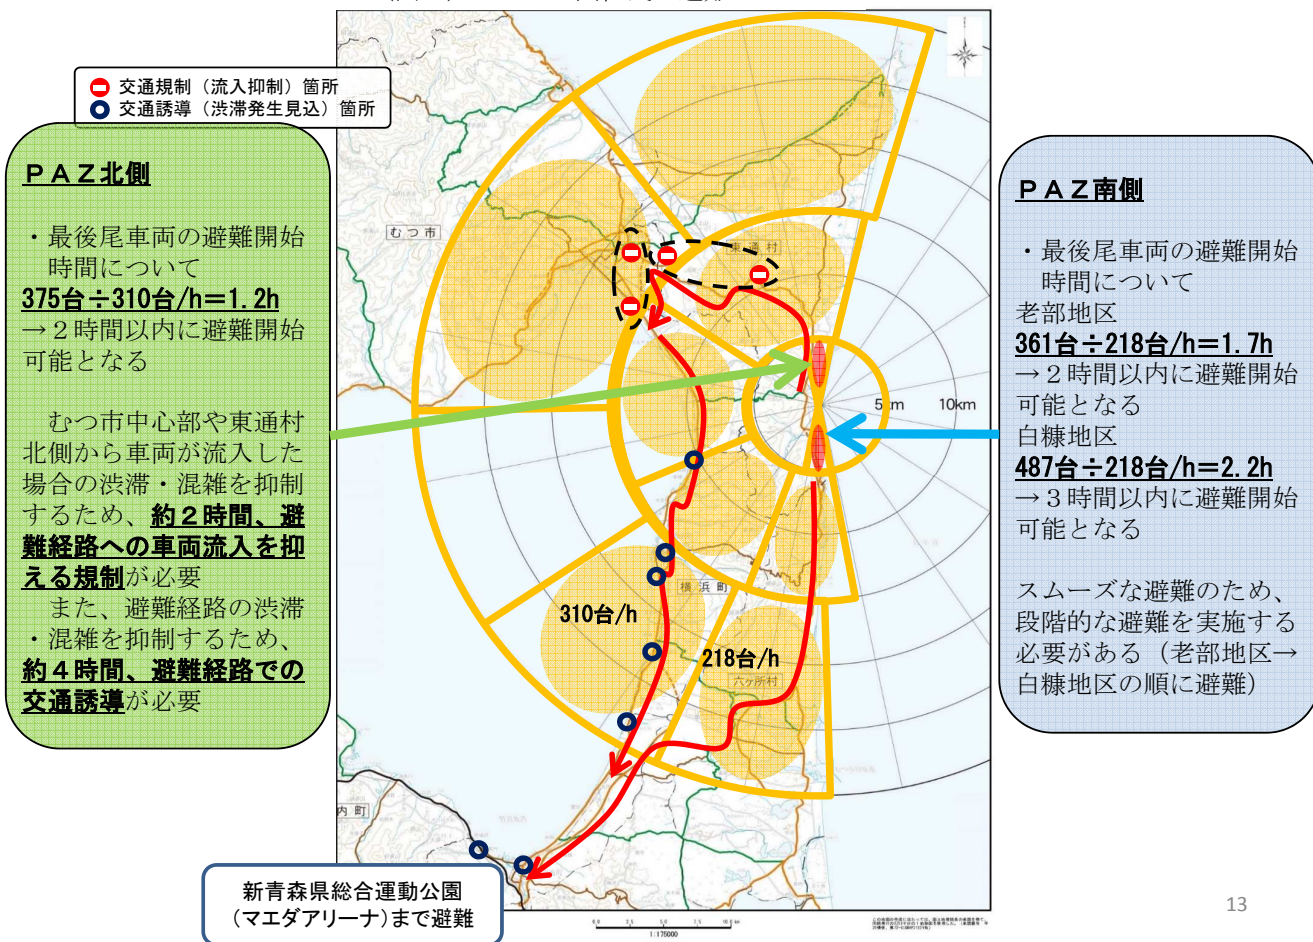 交通規制（流入抑制）箇所
交通誘導（渋滞発生見込）箇所
ＰＡＺ北側
・最後尾車両の避難開始
時間について
375台÷310台/h=1.2h
→２時間以内に避難開始
可能となる
むつ市中心部や東通村
北側から車両が流入した
場合の渋滞・混雑を抑制
するため、約２時間、避
難経路への車両流入を抑
える規制が必要
また、避難経路の渋滞
・混雑を抑制するため、
約４時間、避難経路での
交通誘導が必要
むつ市
東通村
5km
10km
横浜町
310台/h
218台/h
六ヶ所村
内町
ＰＡＺ南側
・最後尾車両の避難開始
時間について
老部地区
361台÷218台/h=1.7h
→２時間以内に避難開始
可能となる
白糠地区
487台÷218台/h=2.2h
→３時間以内に避難開始
可能となる
スムーズな避難のため、
段階的な避難を実施する
必要がある（老部地区→
白糠地区の順に避難）
新青森県総合運動公園
（マエダアリーナ）まで避難
0.0 2.5 5.0 7.5 10.0 km
1:175000
13